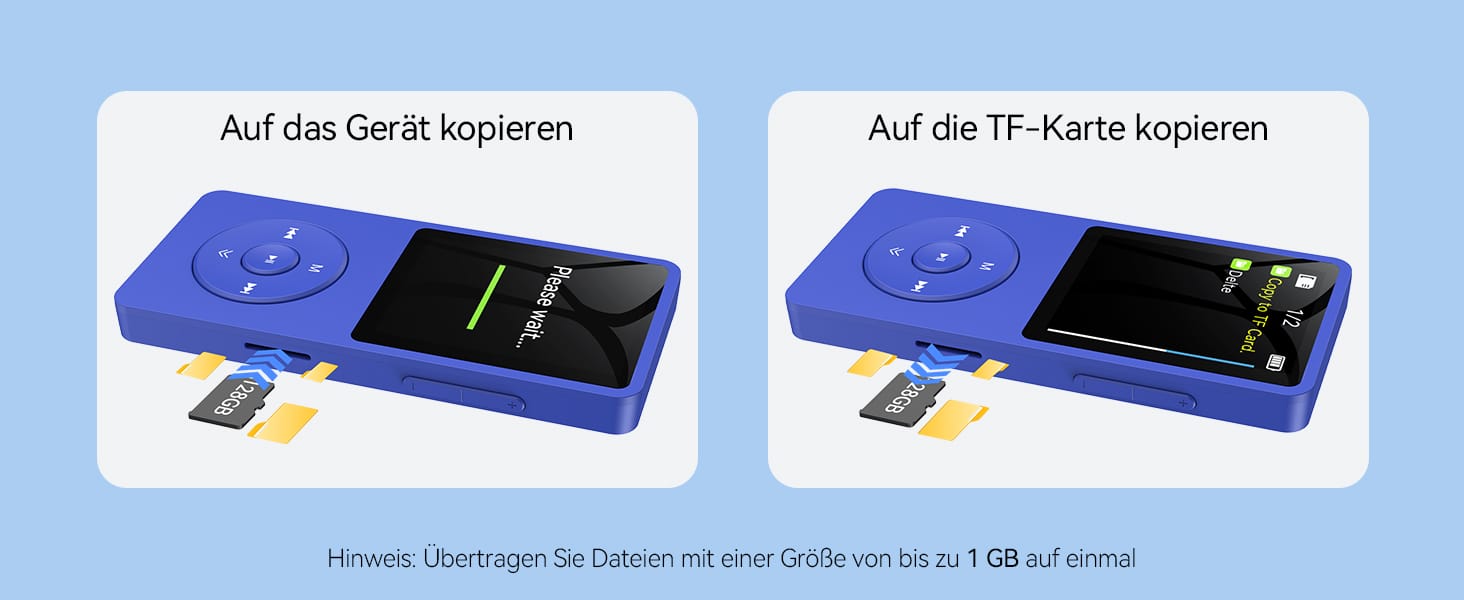 Auf das Gerät kopieren
M
Please wait...
+
128GB
Auf die TF-Karte kopieren
M
1/2
Copy to TF Card.
Delte
+
128GB
Hinweis: Übertragen Sie Dateien mit einer Größe von bis zu 1 GB auf einmal